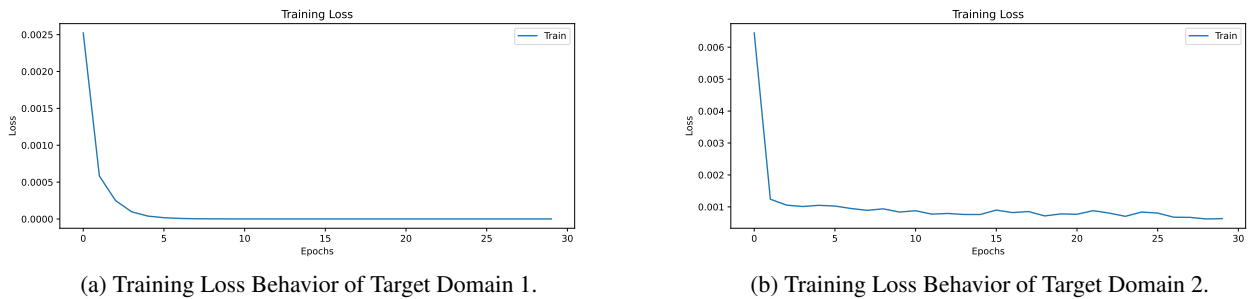 Training Loss
Train
0.0025
0.0020
0.0015
0.0010
0.0005
0.0000
Loss
0 5 10 15 20 25 30
Epochs
(a) Training Loss Behavior of Target Domain 1.
Training Loss
Train
0.006
0.005
0.004
0.003
0.002
0.001
Loss
0 5 10 15 20 25 30
Epochs
(b) Training Loss Behavior of Target Domain 2.